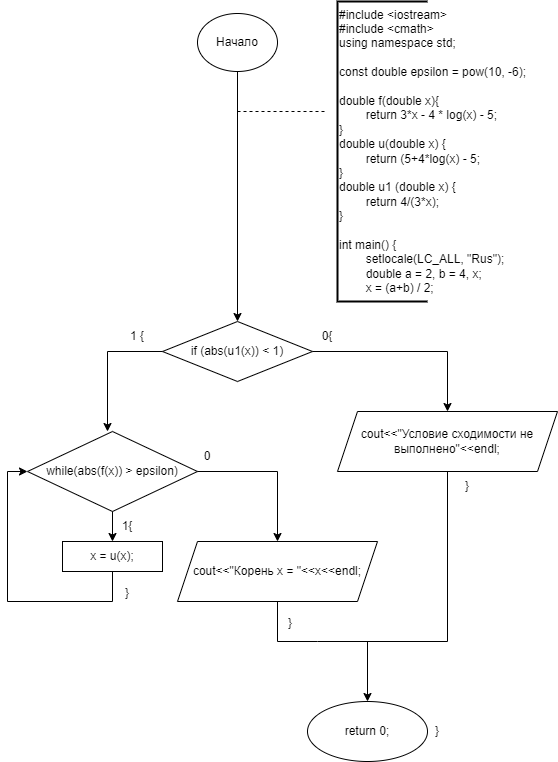 Начало
#include <iostream>
#include <cmath>
using namespace std;
const double epsilon = pow(10, -6);
double f(double x){
return 3*x - 4 * log(x) - 5;
}
double u(double x) {
return (5+4*log(x) - 5;
}
double u1 (double x) {
return 4/(3*x);
}
int main() {
setlocale(LC_ALL, "Rus");
double a = 2, b = 4, x;
x = (a+b) / 2;
1 {
if (abs(u1(x)) < 1)
0{
cout<<"Условие сходимости не
выполнено"<<endl;
}
while(abs(f(x)) > epsilon)
0
1{
x = u(x);
}
cout<<"Корень x = "<<x<<endl;
}
return 0;
}